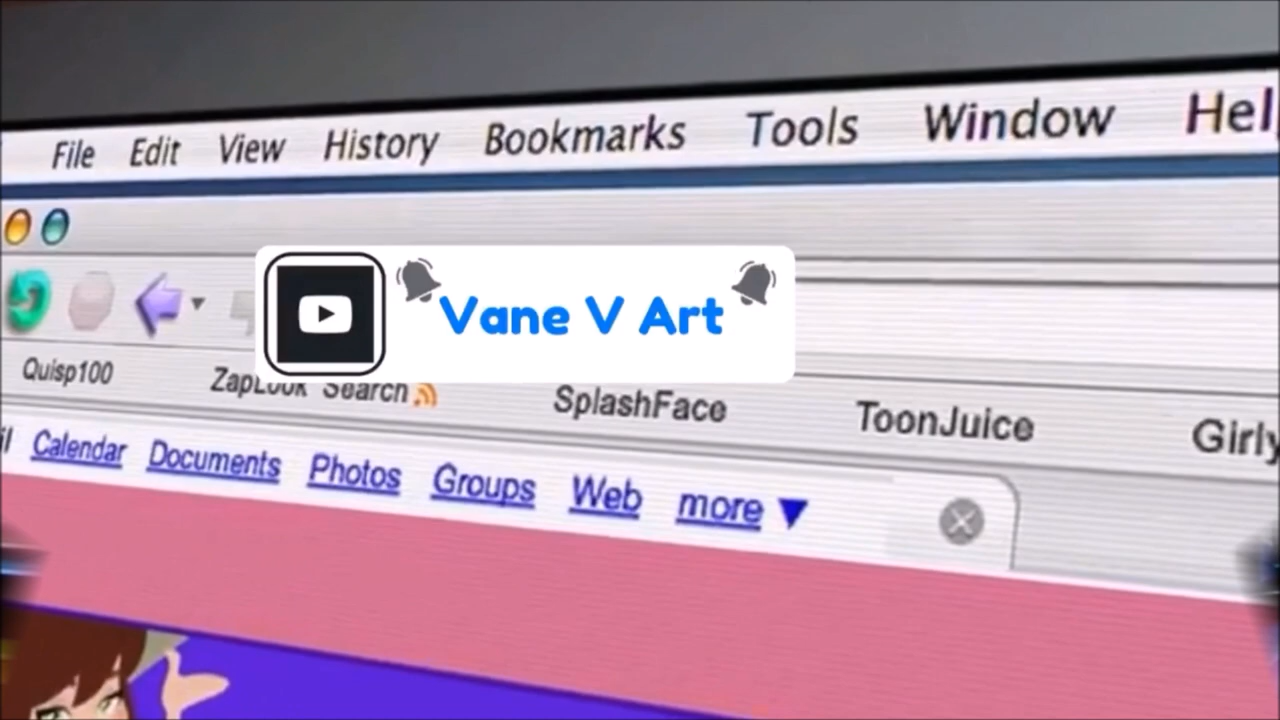 File Edit View History Bookmarks Tools Window Hel
Vane V Art
Quisp100 ZapLook Search SplashFace ToonJuice Girly
il Calendar Documents Photos Groups Web more